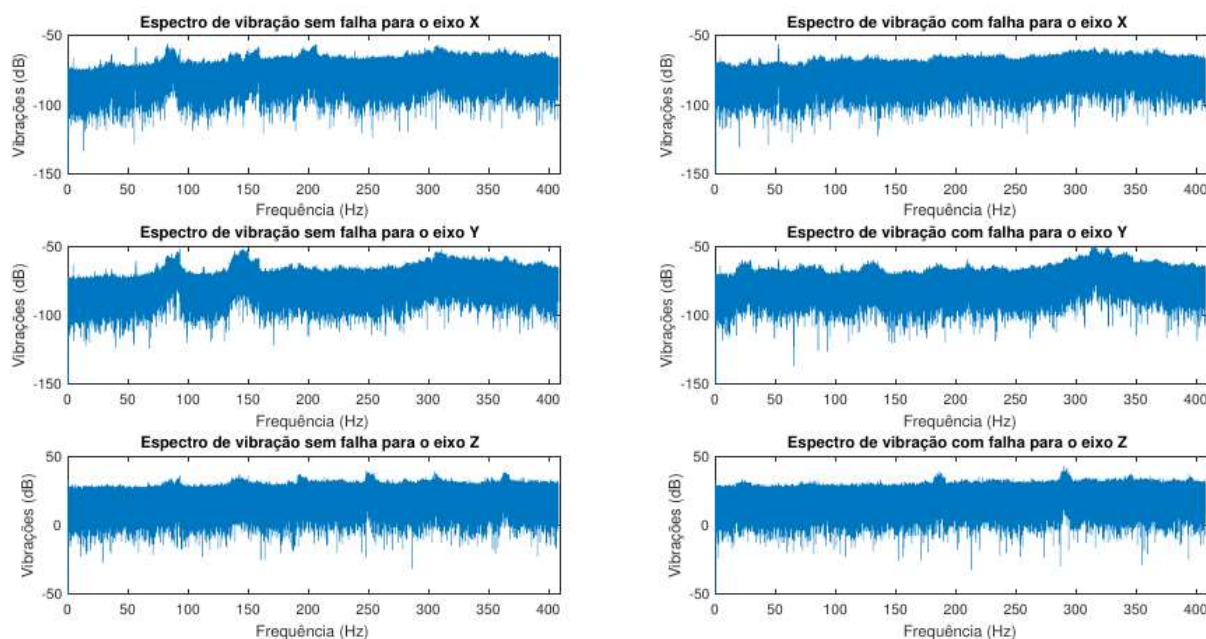 Espectro de vibração sem falha para o eixo X
-50
-100
-150
Vibrações (dB)
0 50 100 150 200 250 300 350 400
Frequência (Hz)
Espectro de vibração com falha para o eixo X
-50
-100
-150
Vibrações (dB)
0 50 100 150 200 250 300 350 400
Frequência (Hz)
Espectro de vibração sem falha para o eixo Y
-50
-100
-150
Vibrações (dB)
0 50 100 150 200 250 300 350 400
Frequência (Hz)
Espectro de vibração com falha para o eixo Y
-50
-100
-150
Vibrações (dB)
0 50 100 150 200 250 300 350 400
Frequência (Hz)
Espectro de vibração sem falha para o eixo Z
50
0
-50
Vibrações (dB)
0 50 100 150 200 250 300 350 400
Frequência (Hz)
Espectro de vibração com falha para o eixo Z
50
0
-50
Vibrações (dB)
0 50 100 150 200 250 300 350 400
Frequência (Hz)